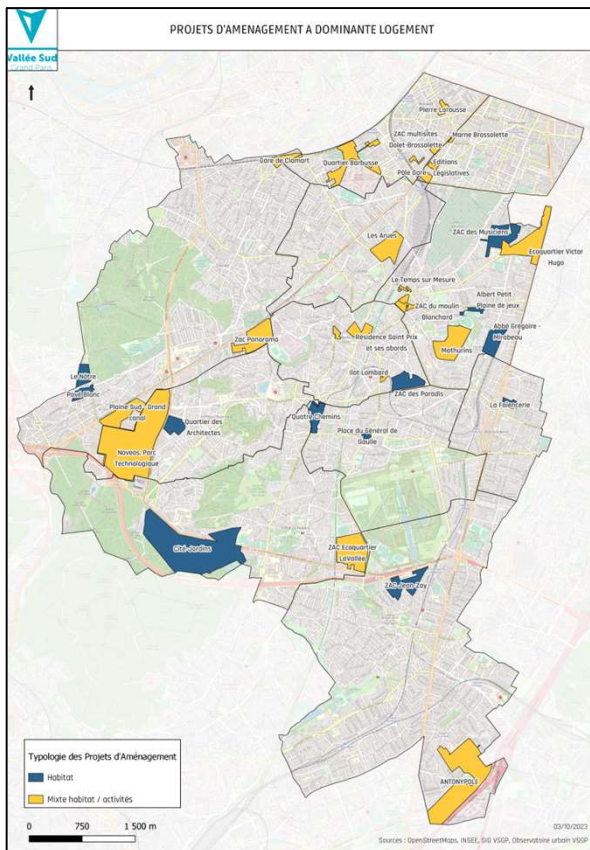 Vallée Sud
Grand Paris
PROJETS D'AMENAGEMENT A DOMINANTE LOGEMENT
Pierre Larousse
ZAC multisites
Dolet-Brossolette
Marne Brossolette
Gare de Clamart
Quartier Barbusse
Editions
Législatives
Pôle Gare
Les Arues
ZAC des Musiciens
Ecoquartier Victor
Hugo
Le Temps sur Mesure
Albert Petit
Plaine de jeux
ZAC du moulin
Blanchard
Abbé Grégoire -
Mirabeau
Zac Panorama
Résidence Saint Prix
et ses abords
Mathurins
Le Nôtre
Pavé Blanc
Ilot Lombard
ZAC des Paradis
La Faïencerie
Plaine Sud - Grand
canal
Quartier des
Architectes
Quatre Chemins
Place du Général de
Gaulle
Noveos, Parc
Technologique
Cité-Jardins
ZAC Ecoquartier
LaVallée
ZAC Jean Zay
ANTONYPOLE
Typologie des Projets d'Aménagement
Habitat
Mixte habitat / activités
0 750 1 500 m
03/10/2023
Sources : OpenStreetMaps, INSEE, SIG VSGP, Observatoire urbain VSGP